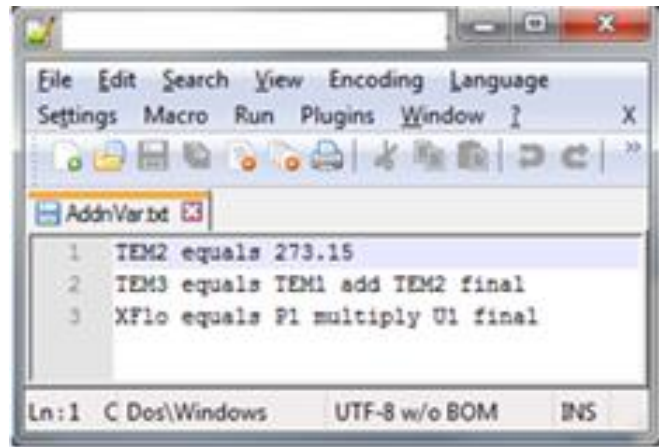 File Edit Search View Encoding Language
Settings Macro Run Plugins Window ? X
AddnVar.txt
1 TEM2 equals 273.15
2 TEM3 equals TEM1 add TEM2 final
3 XFlo equals P1 multiply U1 final
Ln:1 C Dos\Windows UTF-8 w/o BOM INS